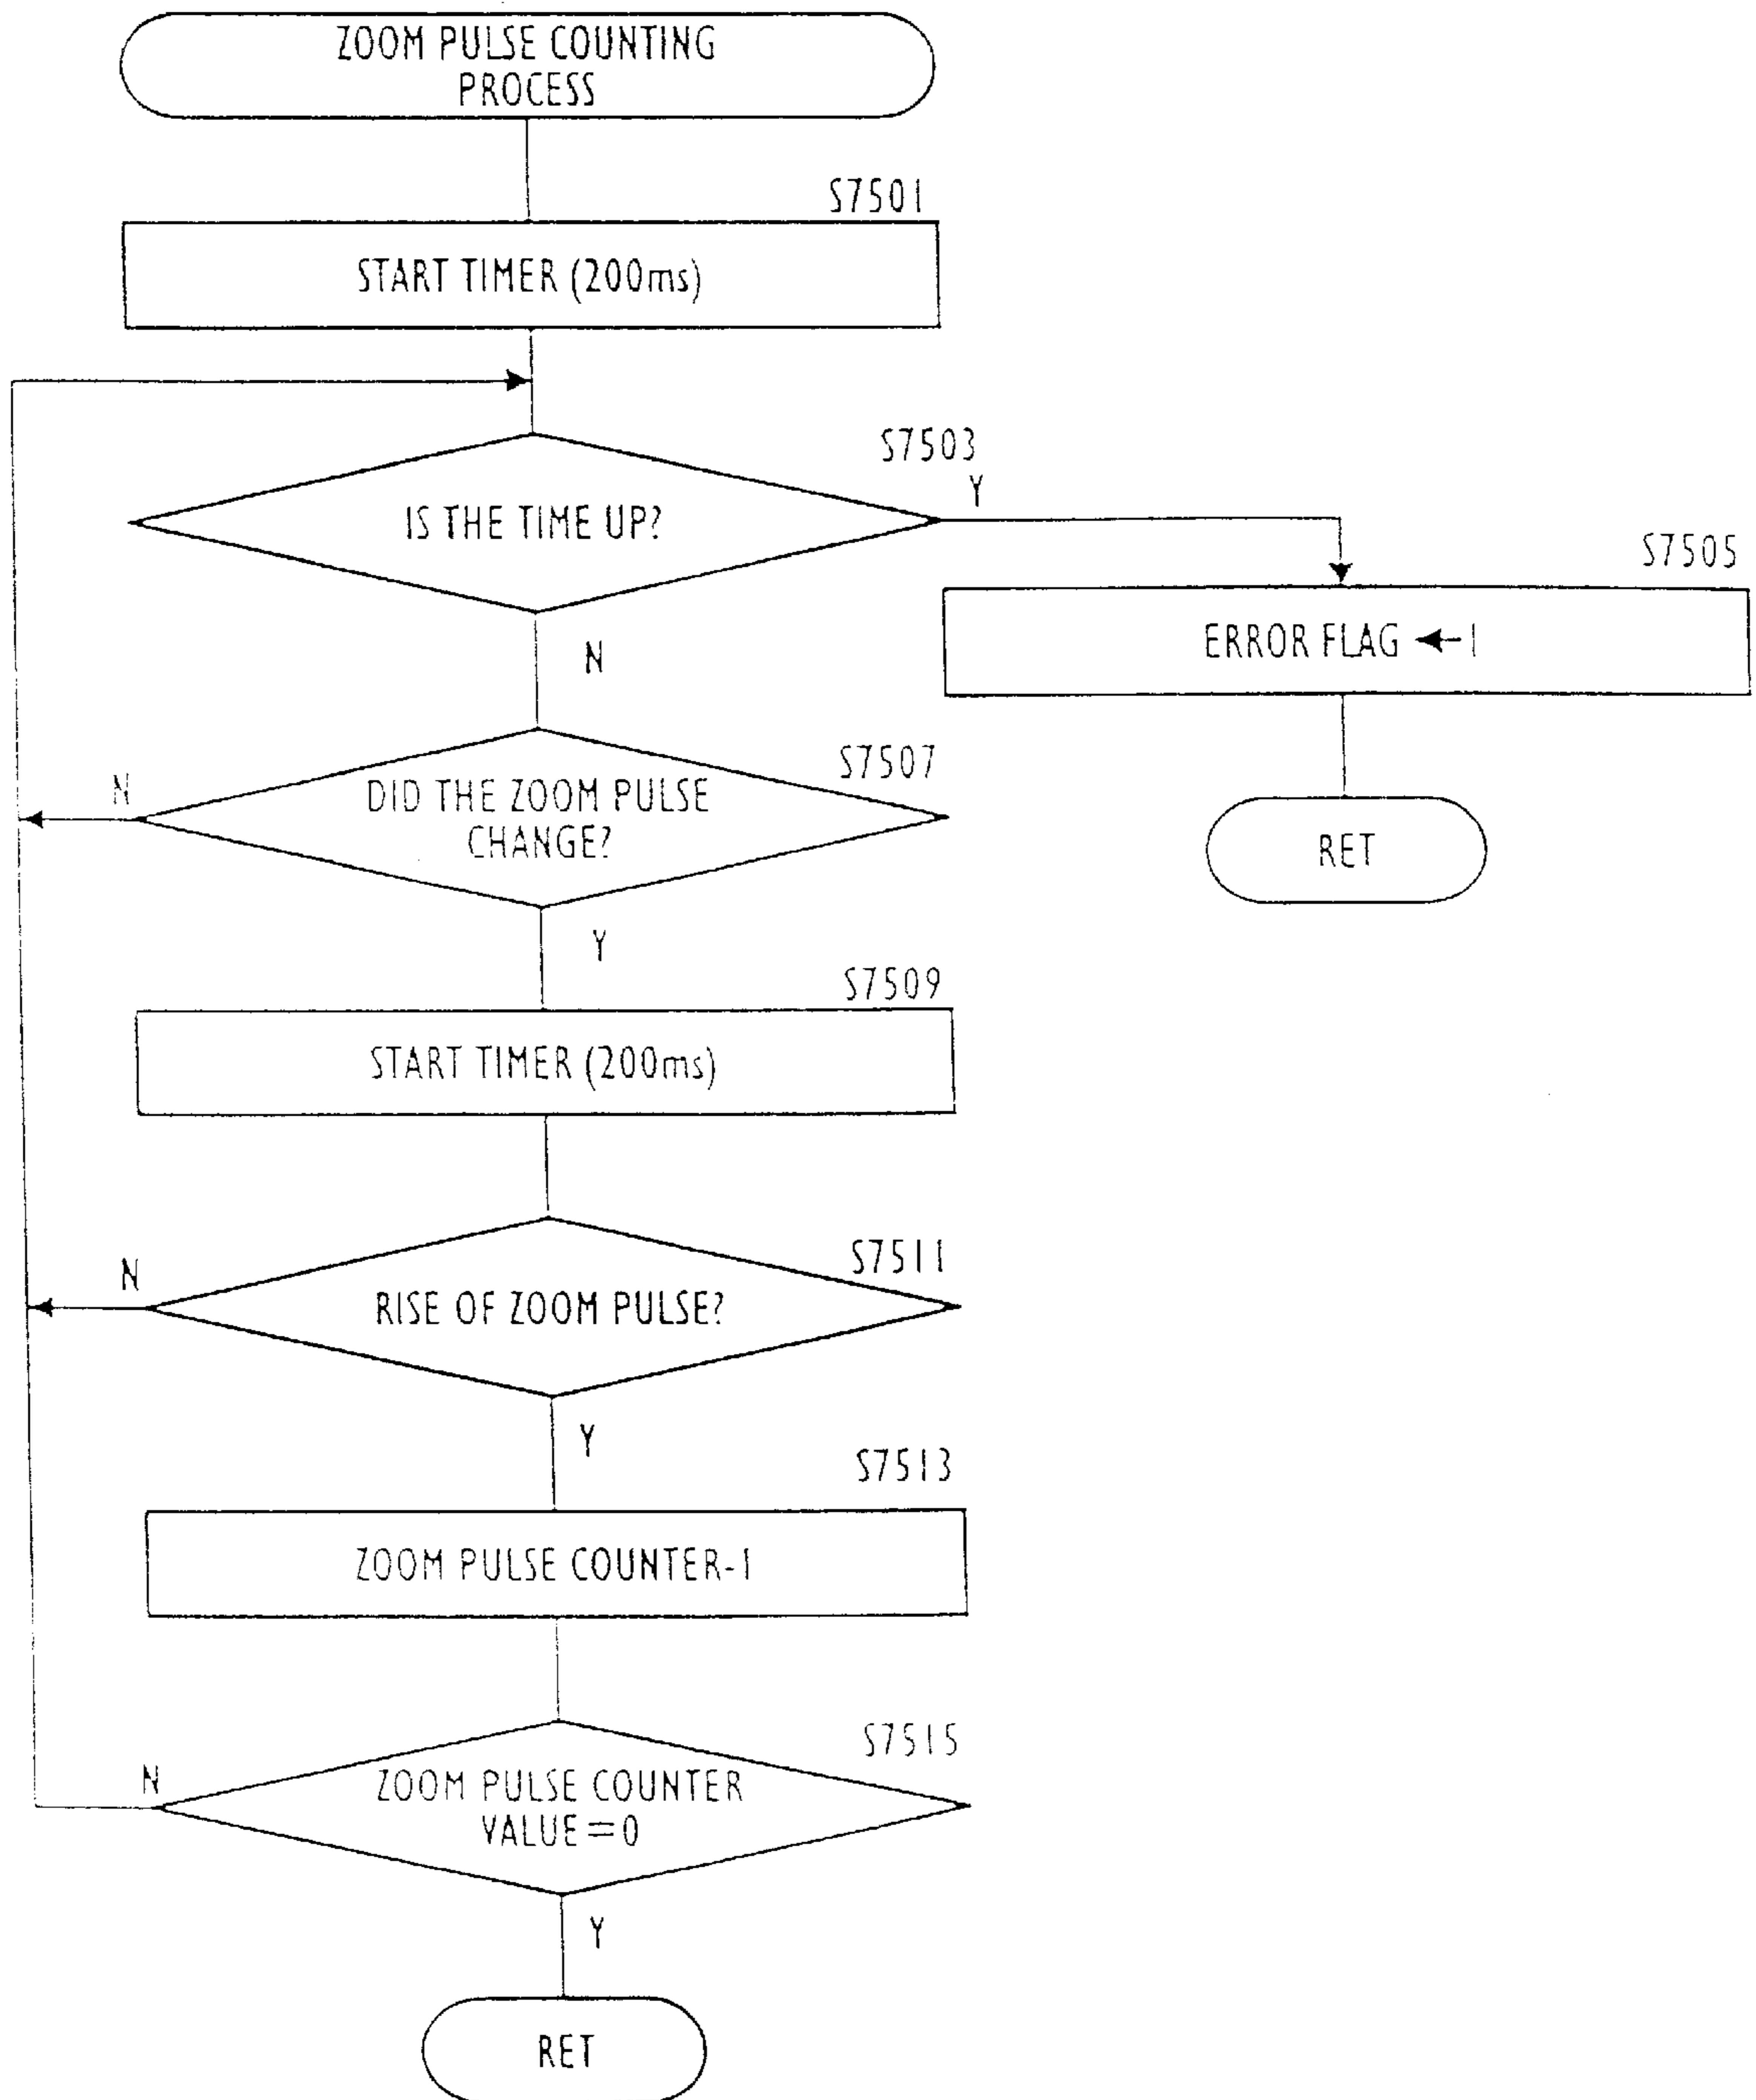 ZOOM PULSE COUNTING
PROCESS
S7501
START TIMER (200ms)
S7503
Y
IS THE TIME UP?
S7505
ERROR FLAG ←1
N
S7507
N
DID THE ZOOM PULSE
CHANGE?
RET
Y
S7509
START TIMER (200ms)
S7511
N
RISE OF ZOOM PULSE?
Y
S7513
ZOOM PULSE COUNTER-1
S7515
N
ZOOM PULSE COUNTER
VALUE=0
Y
RET